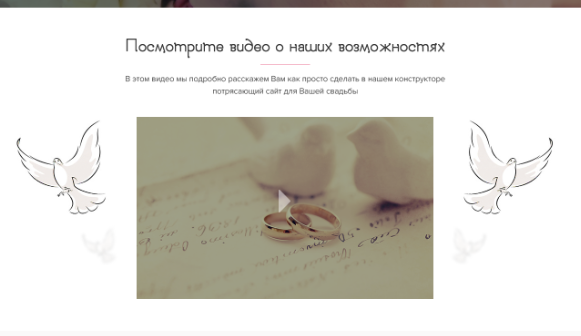 Посмотрите видео о наших возможностях
В этом видео мы подробно расскажем Вам как просто сделать в нашем конструкторе
потрясающий сайт для Вашей свадьбы